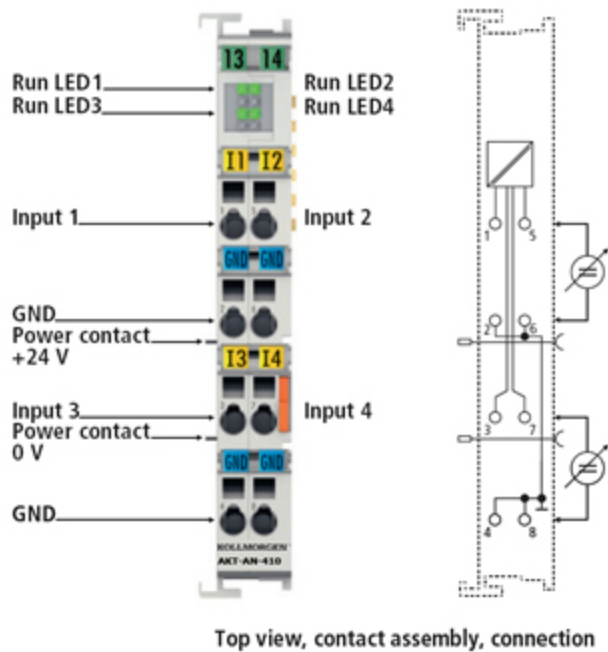 13 14
Run LED1
Run LED2
Run LED3
Run LED4
I1 I2
Input 1
Input 2
1
5
GND GND
GND
2
6
Power contact
+24 V
I3 I4
Input 3
Input 4
3
7
Power contact
0 V
GND GND
GND
4
8
KOLLMORGEN
AKT-AN-410
Top view, contact assembly, connection